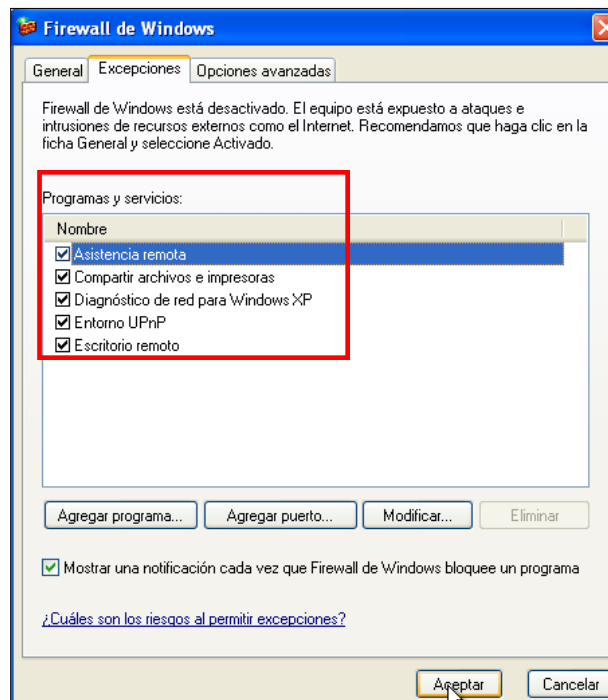 Firewall de Windows
General Excepciones Opciones avanzadas
Firewall de Windows está desactivado. El equipo está expuesto a ataques e
intrusiones de recursos externos como el Internet. Recomendamos que haga clic en la
ficha General y seleccione Activado.
Programas y servicios:
Nombre
Asistencia remota
Compartir archivos e impresoras
Diagnóstico de red para Windows XP
Entorno UPnP
Escritorio remoto
Agregar programa... Agregar puerto... Modificar... Eliminar
Mostrar una notificación cada vez que Firewall de Windows bloquee un programa
¿Cuáles son los riesgos al permitir excepciones?
Aceptar Cancelar